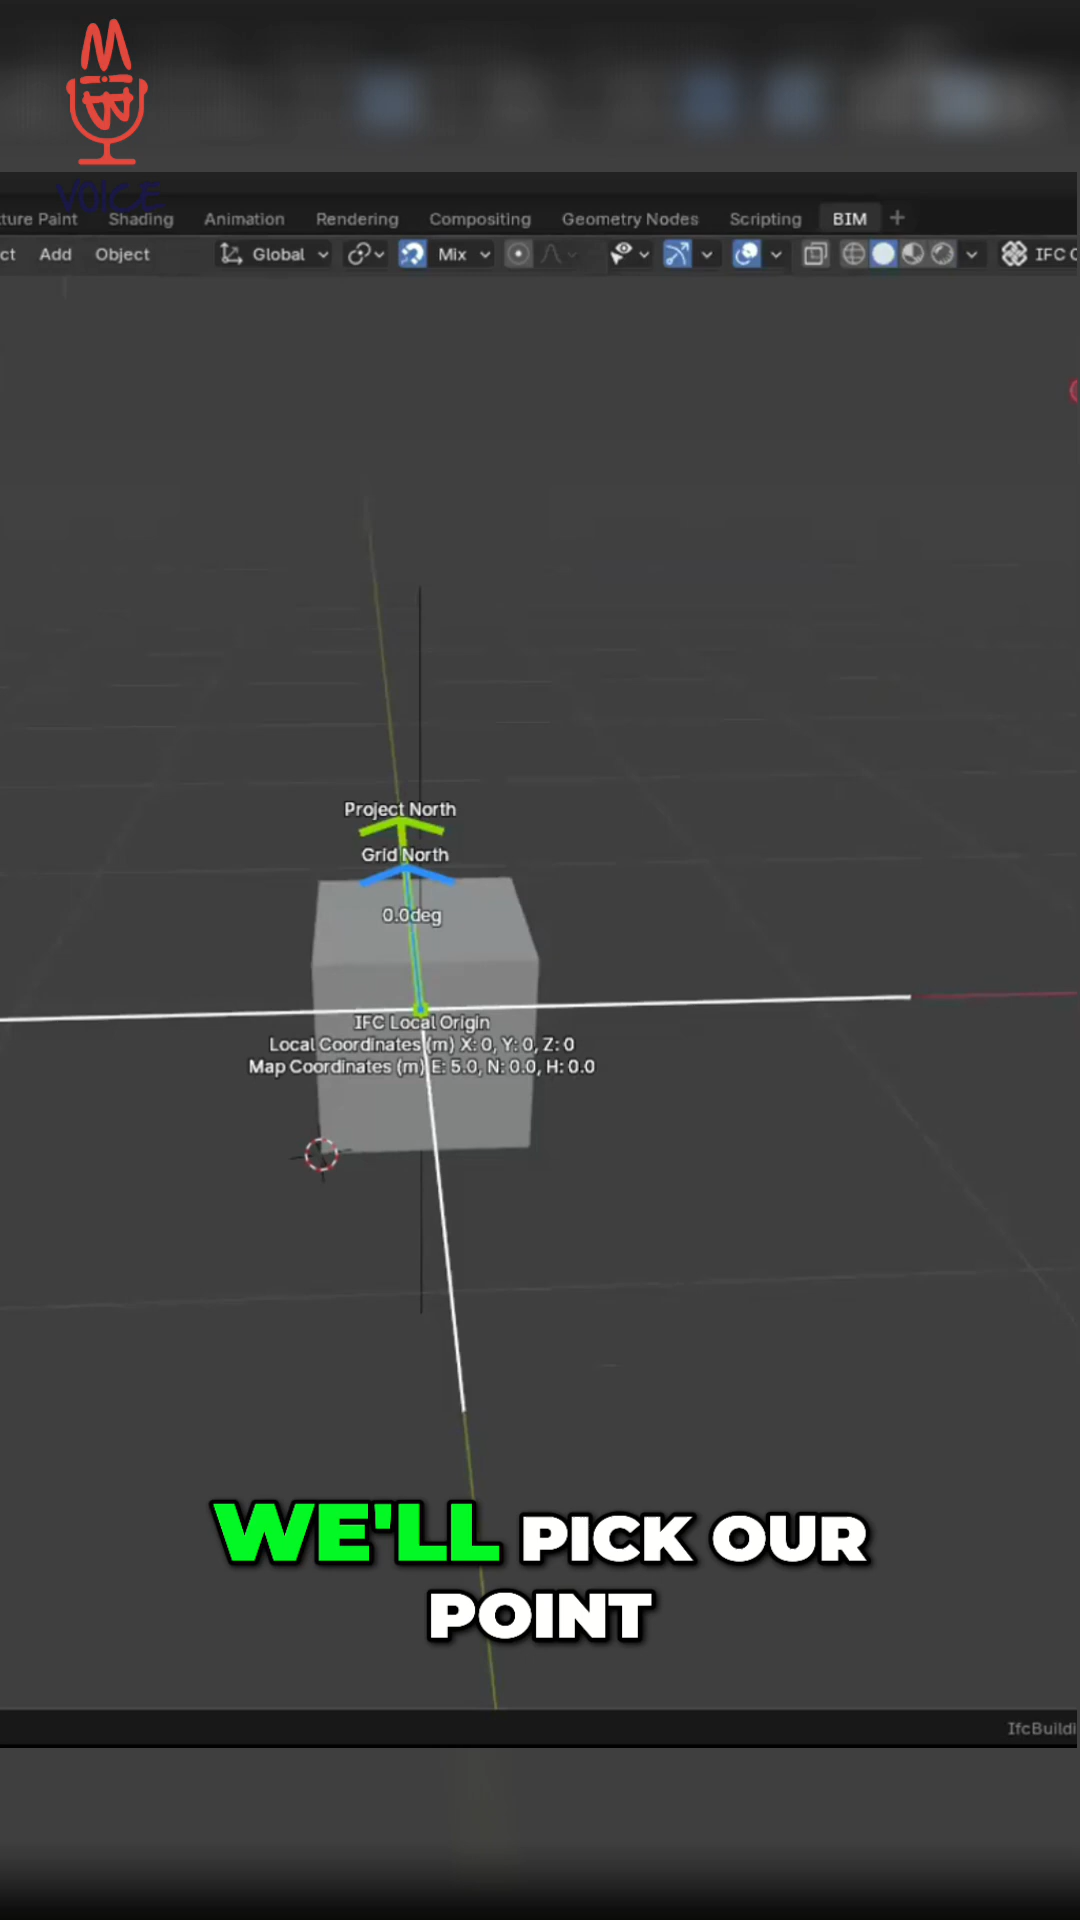 VOICE
ture Paint Shading Animation Rendering Compositing Geometry Nodes Scripting BIM +
ct Add Object Global Mix IFC
Project North
Grid North
0.0deg
IFC Local Origin
Local Coordinates (m) X: 0, Y: 0, Z: 0
Map Coordinates (m) E: 5.0, N: 0.0, H: 0.0
WE'LL PICK OUR
POINT
IfcBuildi